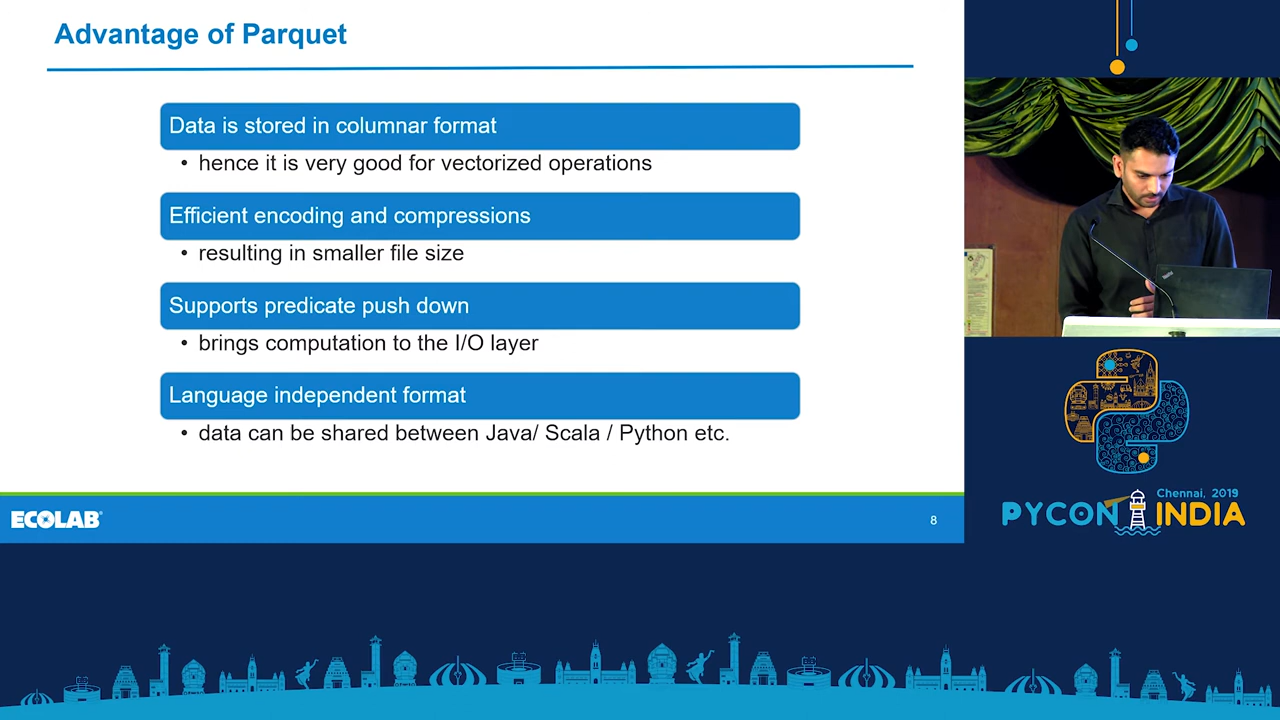 Advantage of Parquet
Data is stored in columnar format
• hence it is very good for vectorized operations
Efficient encoding and compressions
• resulting in smaller file size
Supports predicate push down
• brings computation to the I/O layer
Language independent format
• data can be shared between Java/ Scala / Python etc.
ECOLAB®
8
Chennai, 2019
PYCON INDIA